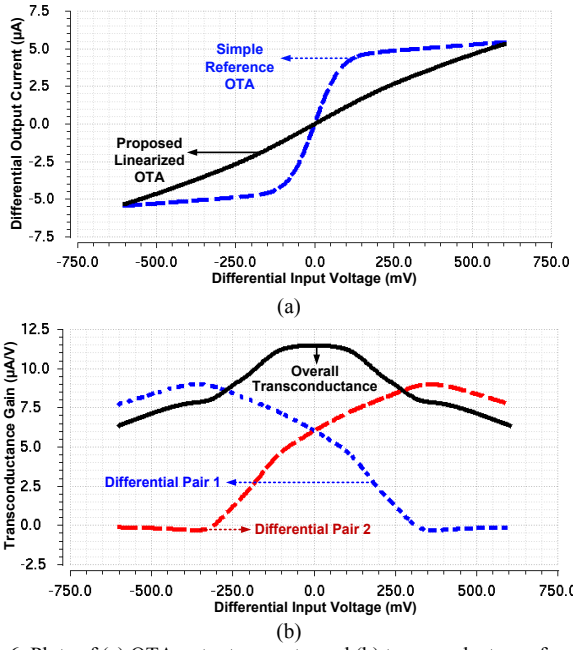 7.5
5.0
2.5
0.0
-2.5
-5.0
-7.5
Differential Output Current (µA)
Simple
Reference
OTA
Proposed
Linearized
OTA
-750.0 -500.0 -250.0 0.0 250.0 500.0 750.0
Differential Input Voltage (mV)
(a)
12.5
10.0
7.5
5.0
2.5
0.0
-2.5
Transconductance Gain (µA/V)
Overall
Transconductance
Differential Pair 1
Differential Pair 2
-750.0 -500.0 -250.0 0.0 250.0 500.0 750.0
Differential Input Voltage (mV)
(b)